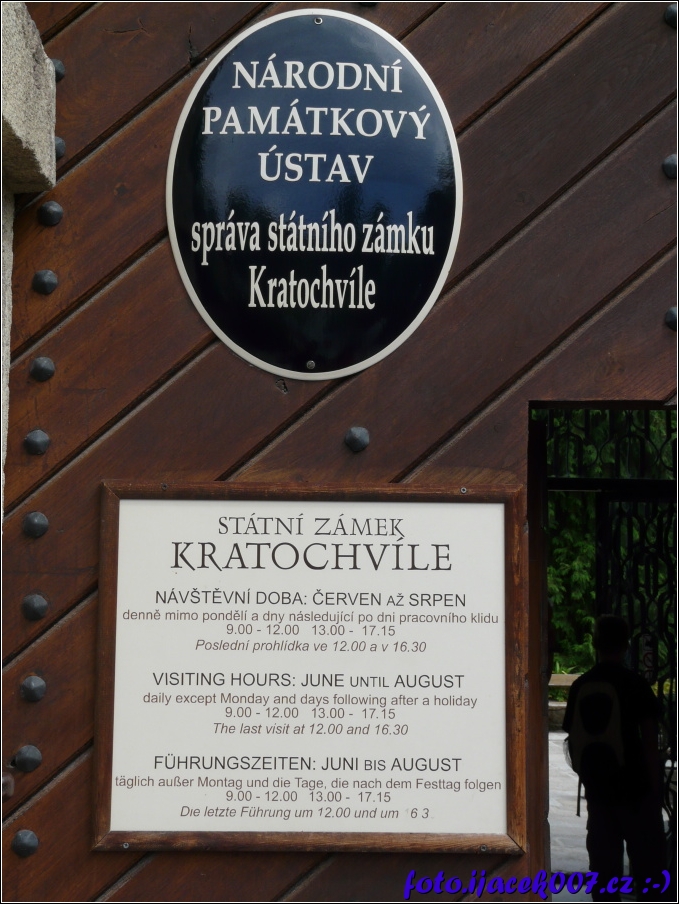 NÁRODNÍ
PAMÁTKOVÝ
ÚSTAV
správa státního zámku
Kratochvíle
STÁTNÍ ZÁMEK
KRATOCHVÍLE
NÁVŠTĚVNÍ DOBA: ČERVEN AŽ SRPEN
denně mimo pondělí a dny následující po dni pracovního klidu
9.00 - 12.00 13.00 - 17.15
Poslední prohlídka ve 12.00 a v 16.30
VISITING HOURS: JUNE UNTIL AUGUST
daily except Monday and days following after a holiday
9.00 - 12.00 13.00 - 17.15
The last visit at 12.00 and 16.30
FÜHRUNGSZEITEN: JUNI BIS AUGUST
täglich außer Montag und die Tage, die nach dem Festtag folgen
9.00 - 12.00 13.00 - 17.15
Die letzte Führung um 12.00 und um 6 3
foto.ijacek007.cz :-)